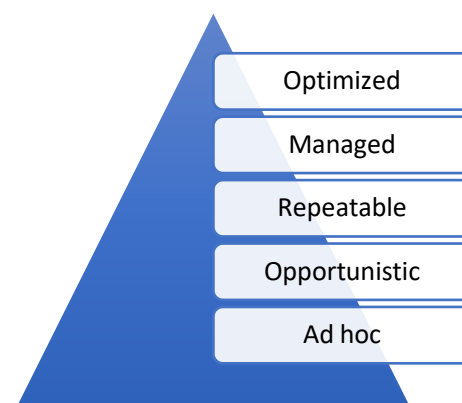 Optimized
Managed
Repeatable
Opportunistic
Ad hoc